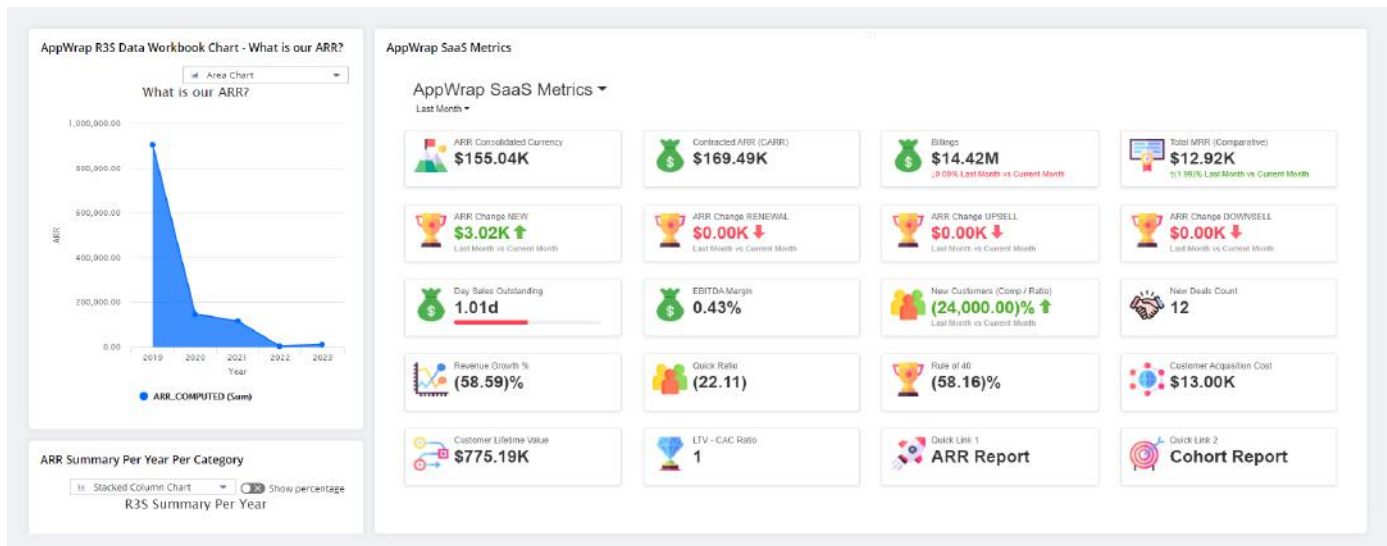 AppWrap R3S Data Workbook Chart - What is our ARR?
Area Chart
What is our ARR?
1,000,000.00
800,000.00
600,000.00
400,000.00
200,000.00
0.00
ARR
2019 2020 2021 2022 2023
Year
ARR_COMPUTED (Sum)
ARR Summary Per Year Per Category
Stacked Column Chart
Show percentage
R3S Summary Per Year
AppWrap SaaS Metrics
AppWrap SaaS Metrics
Last Month
ARR Consolidated Currency
$155.04K
Contracted ARR (CARR)
$169.49K
Billings
$14.42M
↓0.00% Last Month vs Current Month
Total MRR (Comparative)
$12.92K
↑(1.99)% Last Month vs Current Month
ARR Change NEW
$3.02K ↑
Last Month vs Current Month
ARR Change RENEWAL
$0.00K ↓
Last Month vs Current Month
ARR Change UPSELL
$0.00K ↓
Last Month vs Current Month
ARR Change DOWNSELL
$0.00K ↓
Last Month vs Current Month
Day Sales Outstanding
1.01d
EBITDA Margin
0.43%
New Customers (Comp / Ratio)
(24,000.00)% ↑
Last Month vs Current Month
New Deals Count
12
Revenue Growth %
(58.59)%
Quick Ratio
(22.11)
Rule of 40
(58.16)%
Customer Acquisition Cost
$13.00K
Customer Lifetime Value
$775.19K
LTV - CAC Ratio
1
Quick Link 1
ARR Report
Quick Link 2
Cohort Report